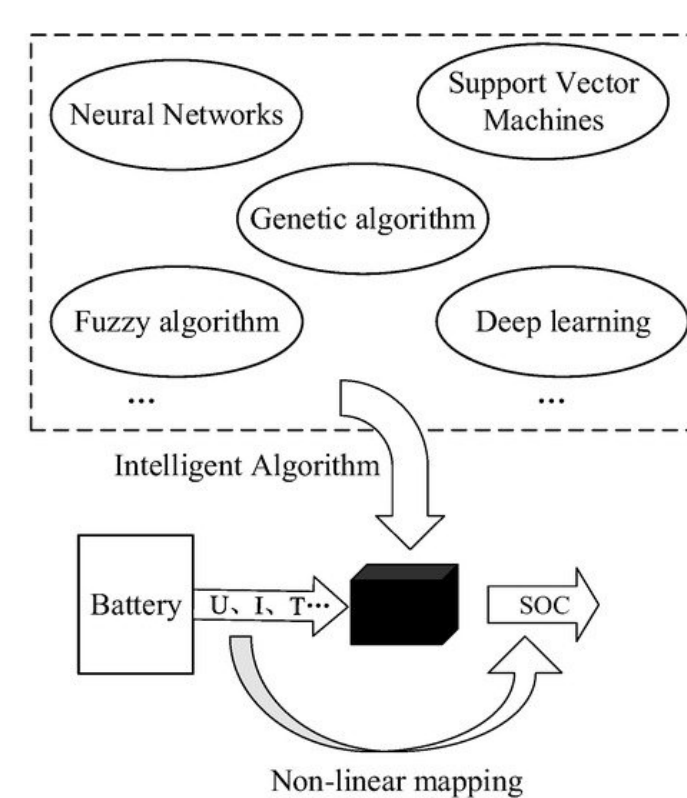 Neural Networks
Support Vector
Machines
Genetic algorithm
Fuzzy algorithm
Deep learning
...
...
Intelligent Algorithm
Battery
U、I、T…
SOC
Non-linear mapping